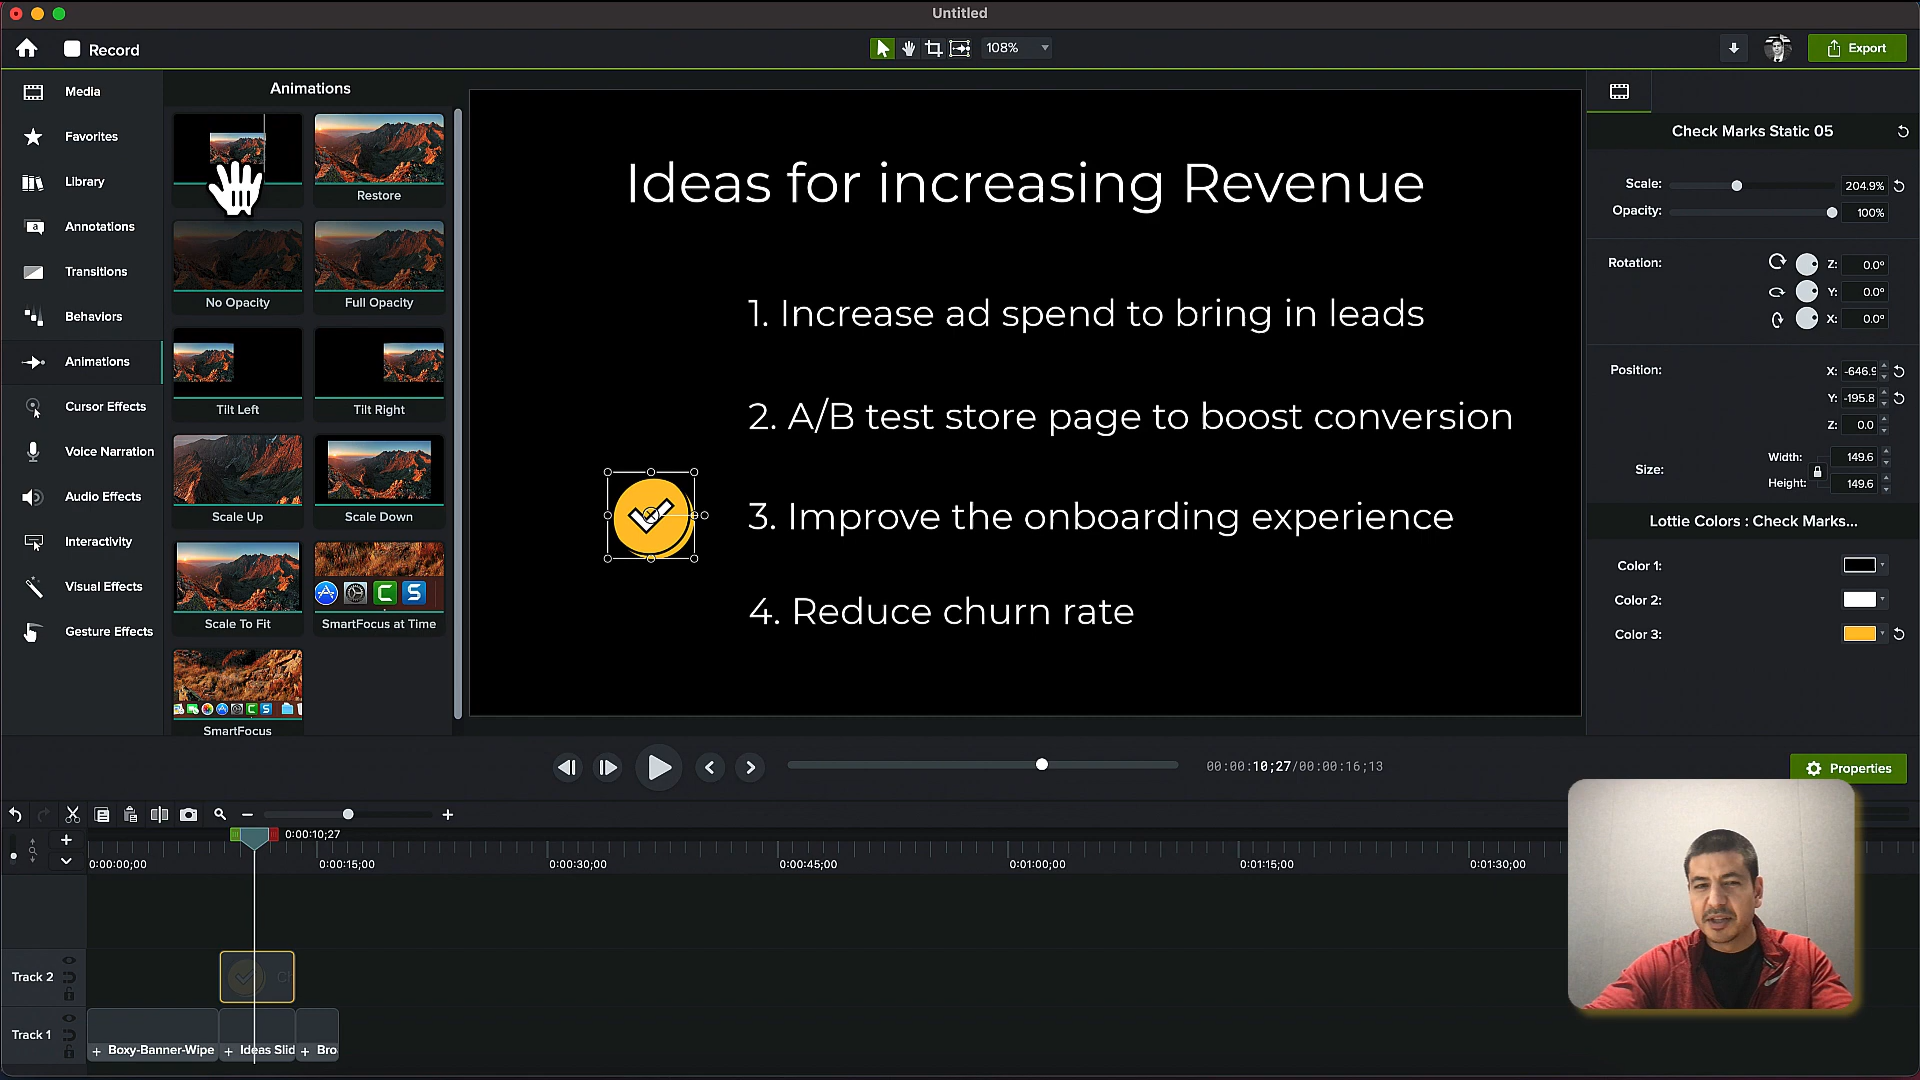 Untitled
Record
108%
Export
Media
Favorites
Library
Annotations
Transitions
Behaviors
Animations
Cursor Effects
Voice Narration
Audio Effects
Interactivity
Visual Effects
Gesture Effects
Animations
Restore
No Opacity
Full Opacity
Tilt Left
Tilt Right
Scale Up
Scale Down
Scale To Fit
SmartFocus at Time
SmartFocus
Ideas for increasing Revenue
1. Increase ad spend to bring in leads
2. A/B test store page to boost conversion
3. Improve the onboarding experience
4. Reduce churn rate
Check Marks Static 05
Scale: 204.9%
Opacity: 100%
Rotation: Z: 0.0º
Y: 0.0º
X: 0.0º
Position: X: -646.9
Y: -195.8
Z: 0.0
Size: Width: 149.6
Height: 149.6
Lottie Colors : Check Marks...
Color 1:
Color 2:
Color 3:
00:00:10;27/00:00:16;13
Properties
0:00:10;27
0:00:00;00 0:00:15;00 0:00:30;00 0:00:45;00 0:01:00;00 0:01:15;00 0:01:30;00
Track 2
Track 1
+ Boxy-Banner-Wipe + Ideas Slid + Bro